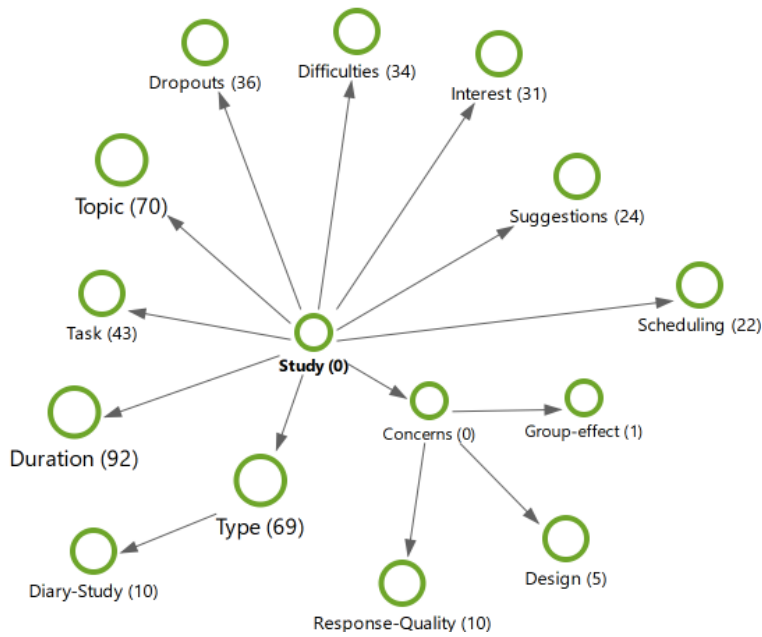 Dropouts (36)
Difficulties (34)
Interest (31)
Topic (70)
Suggestions (24)
Task (43)
Scheduling (22)
Study (0)
Concerns (0)
Group-effect (1)
Duration (92)
Type (69)
Diary-Study (10)
Design (5)
Response-Quality (10)